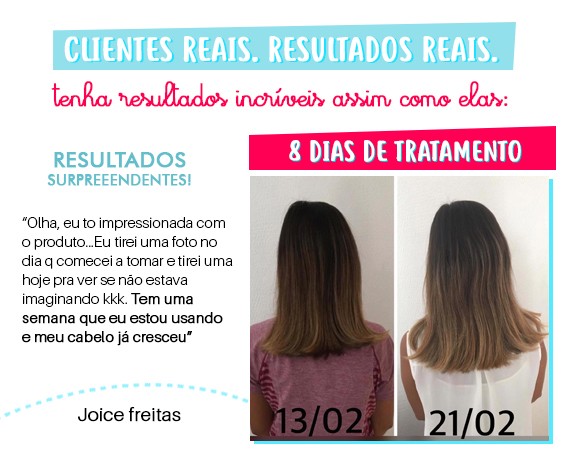 CLIENTES REAIS. RESULTADOS REAIS.
tenha resultados incríveis assim como elas:
RESULTADOS
SURPREEENDENTES!
8 DIAS DE TRATAMENTO
“Olha, eu to impressionada com
o produto...Eu tirei uma foto no
dia q comecei a tomar e tirei uma
hoje pra ver se não estava
imaginando kkk. Tem uma
semana que eu estou usando
e meu cabelo já cresceu”
Joice freitas
13/02
21/02